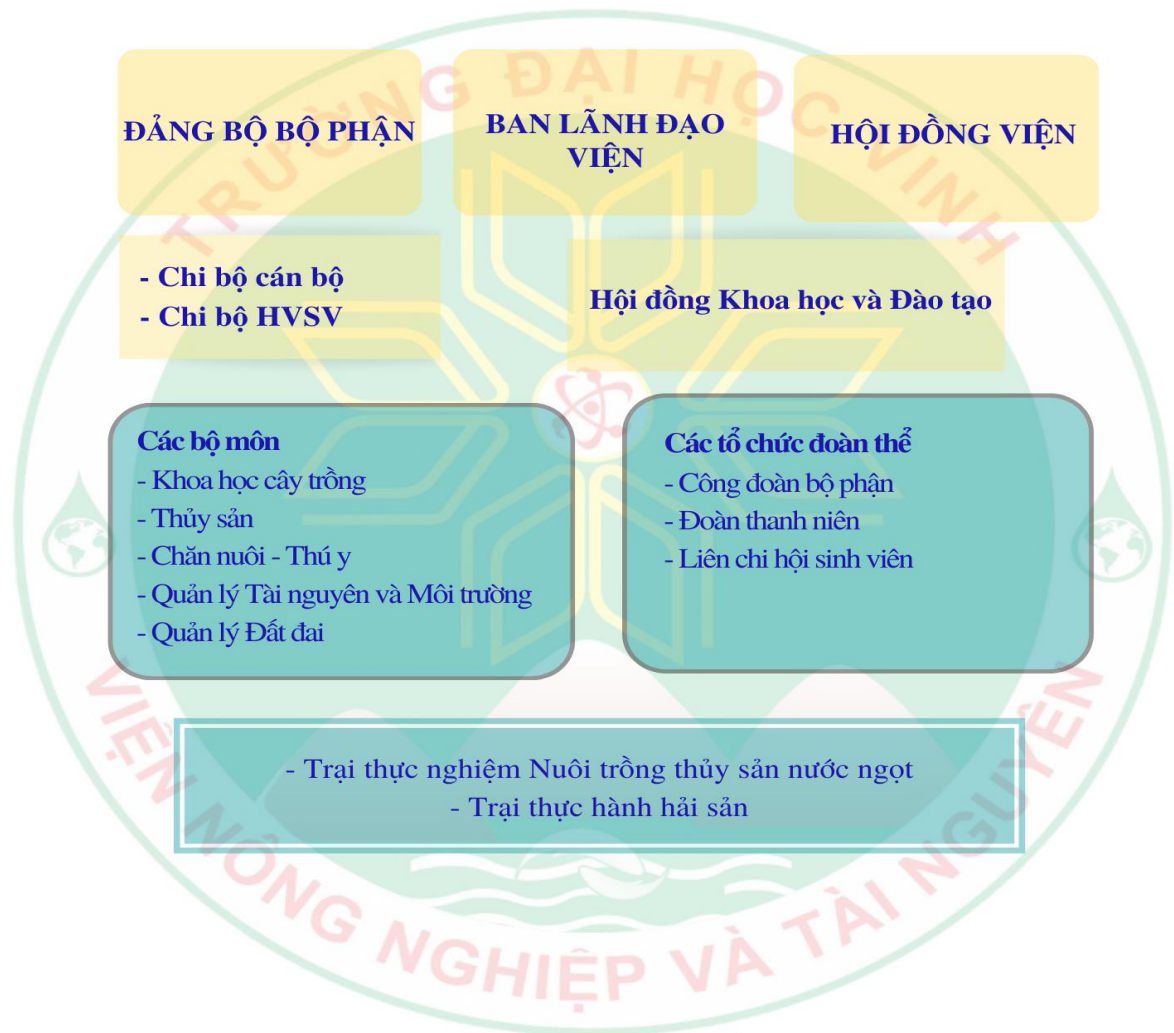 TRƯỜNG ĐẠI HỌC VINH
ĐẢNG BỘ BỘ PHẬN
BAN LÃNH ĐẠO
VIỆN
HỘI ĐỒNG VIỆN
- Chi bộ cán bộ
- Chi bộ HVSV
Hội đồng Khoa học và Đào tạo
Các bộ môn
- Khoa học cây trồng
- Thủy sản
- Chăn nuôi - Thú y
- Quản lý Tài nguyên và Môi trường
- Quản lý Đất đai
Các tổ chức đoàn thể
- Công đoàn bộ phận
- Đoàn thanh niên
- Liên chi hội sinh viên
- Trại thực nghiệm Nuôi trồng thủy sản nước ngọt
- Trại thực hành hải sản
VIỆN NÔNG NGHIỆP VÀ TÀI NGUYÊN